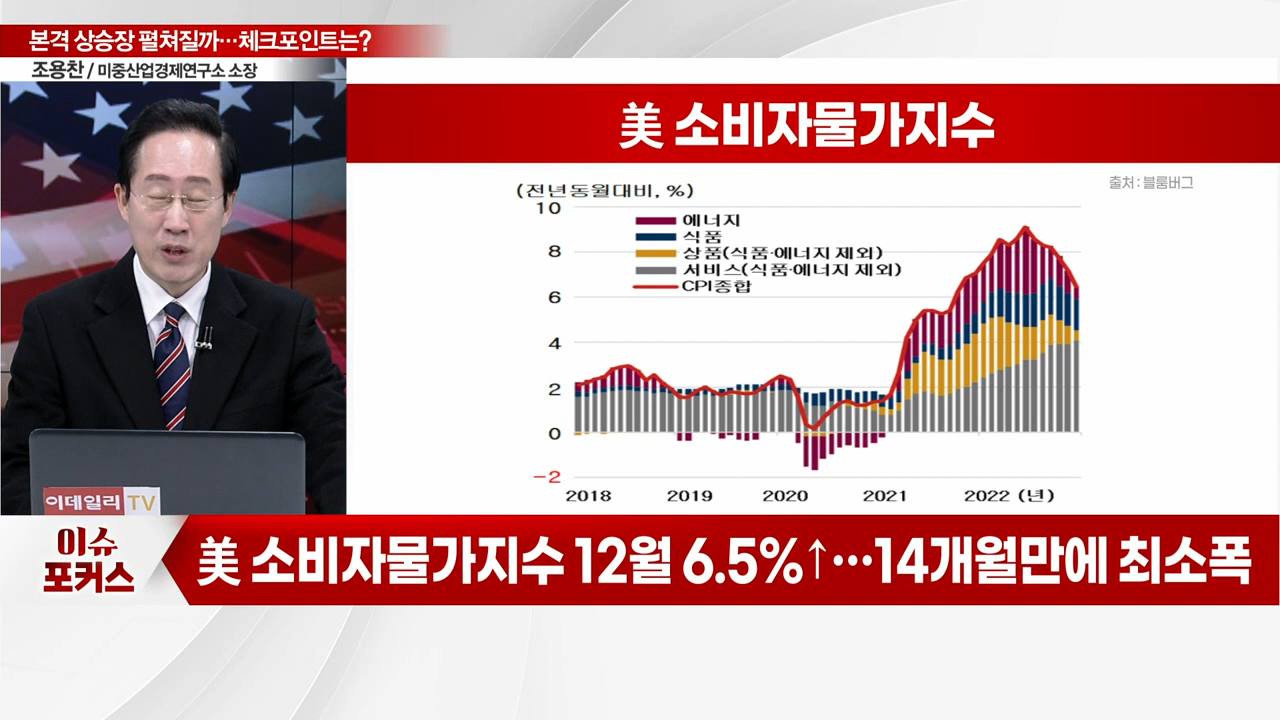 본격 상승장 펼쳐질까…체크포인트는?
조용찬 / 미중산업경제연구소 소장
美 소비자물가지수
출처 : 블룸버그
(전년동월대비, %)
10
8
6
4
2
0
-2
에너지
식품
상품(식품·에너지 제외)
서비스(식품·에너지 제외)
CPI종합
2018 2019 2020 2021 2022 (년)
이데일리 TV
이슈
포커스
美 소비자물가지수 12월 6.5%↑…14개월만에 최소폭